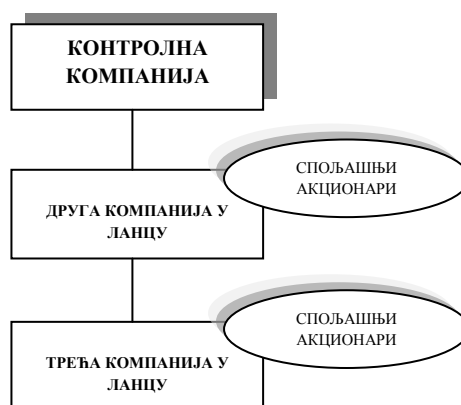 КОНТРОЛНА
КОМПАНИЈА
СПОЉАШЊИ
АКЦИОНАРИ
ДРУГА КОМПАНИЈА У
ЛАНЦУ
СПОЉАШЊИ
АКЦИОНАРИ
ТРЕЋА КОМПАНИЈА У
ЛАНЦУ